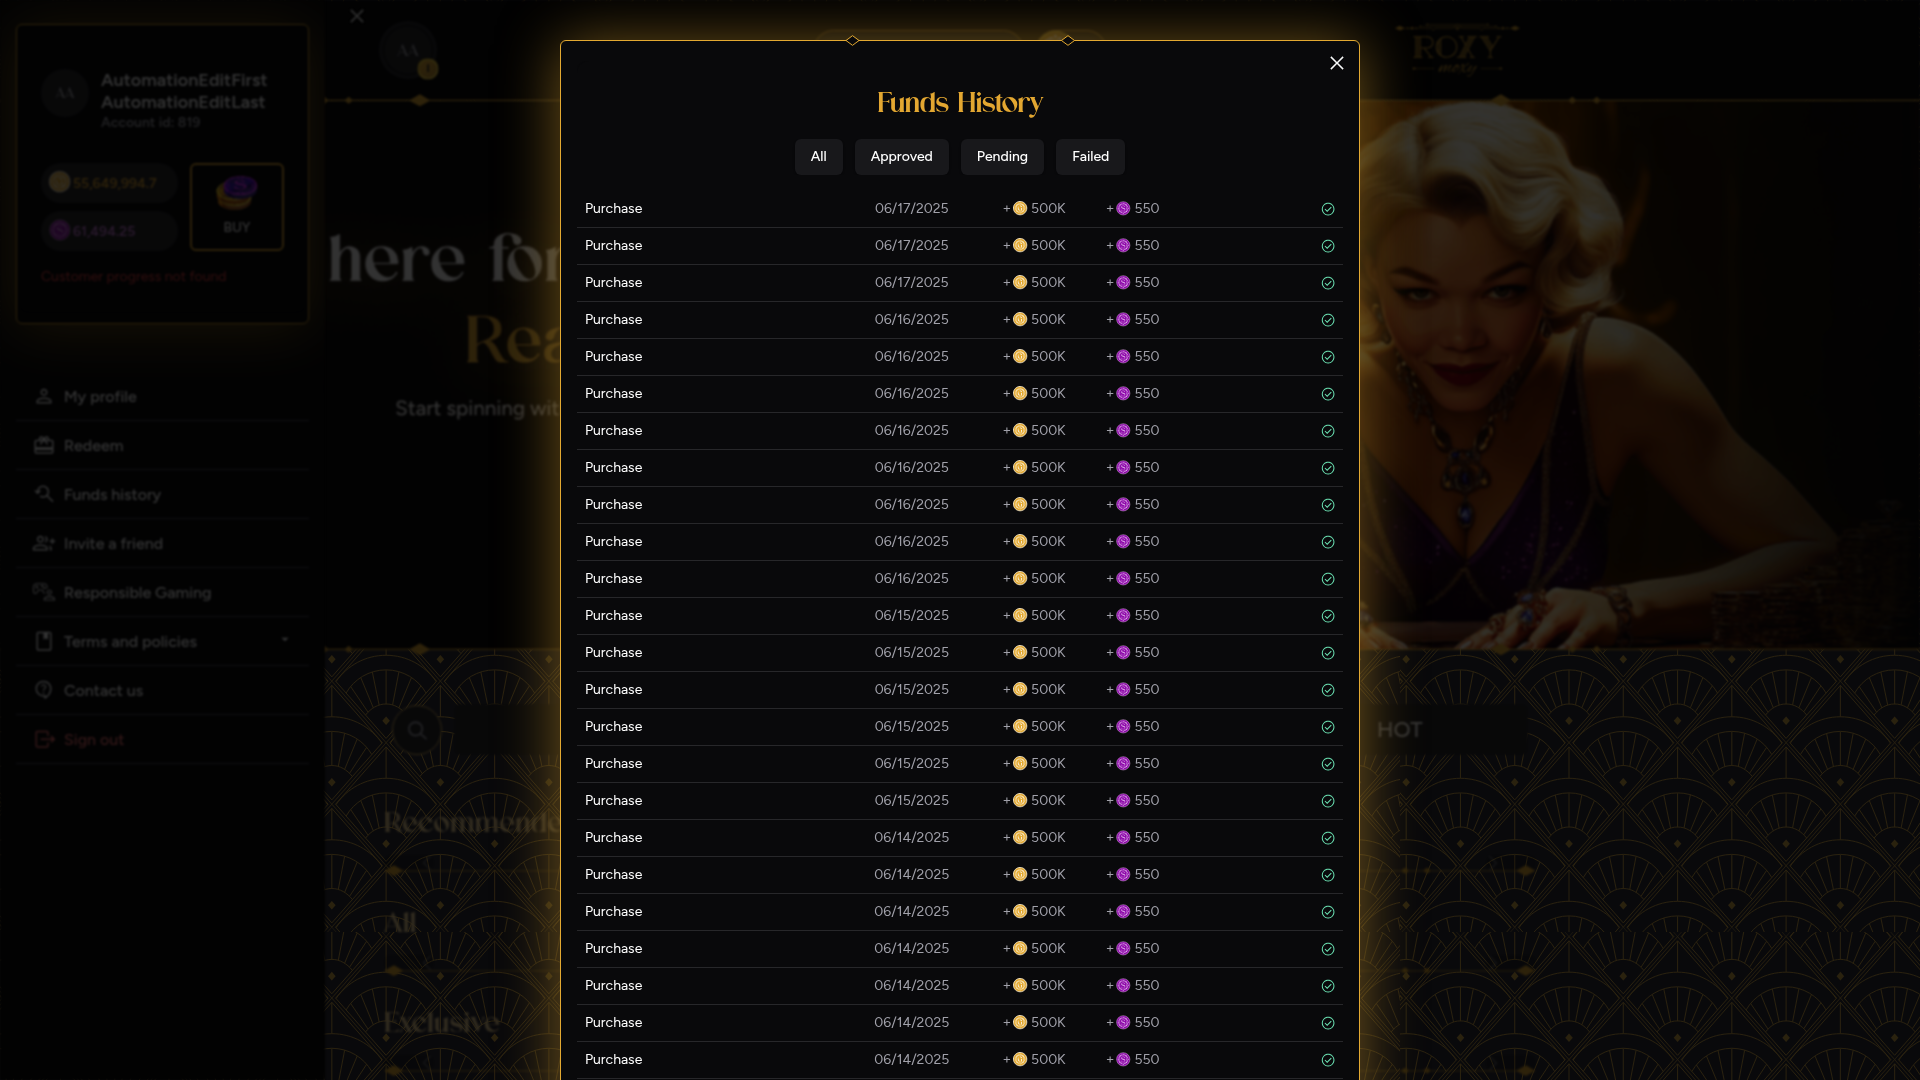 AA
AutomationEditFirst
AutomationEditLast
Account id: 819
55,649,994.7
61,494.25
BUY
Customer progress not found
My profile
Redeem
Funds history
Invite a friend
Responsible Gaming
Terms and policies
Contact us
Sign out
AA
here for
Rea
Start spinning wit
Recommende
All
Exclusive
ROXY
moxy
HOT
Funds History
All Approved Pending Failed
Purchase 06/17/2025 + 500K + 550
Purchase 06/17/2025 + 500K + 550
Purchase 06/17/2025 + 500K + 550
Purchase 06/16/2025 + 500K + 550
Purchase 06/16/2025 + 500K + 550
Purchase 06/16/2025 + 500K + 550
Purchase 06/16/2025 + 500K + 550
Purchase 06/16/2025 + 500K + 550
Purchase 06/16/2025 + 500K + 550
Purchase 06/16/2025 + 500K + 550
Purchase 06/16/2025 + 500K + 550
Purchase 06/15/2025 + 500K + 550
Purchase 06/15/2025 + 500K + 550
Purchase 06/15/2025 + 500K + 550
Purchase 06/15/2025 + 500K + 550
Purchase 06/15/2025 + 500K + 550
Purchase 06/15/2025 + 500K + 550
Purchase 06/14/2025 + 500K + 550
Purchase 06/14/2025 + 500K + 550
Purchase 06/14/2025 + 500K + 550
Purchase 06/14/2025 + 500K + 550
Purchase 06/14/2025 + 500K + 550
Purchase 06/14/2025 + 500K + 550
Purchase 06/14/2025 + 500K + 550